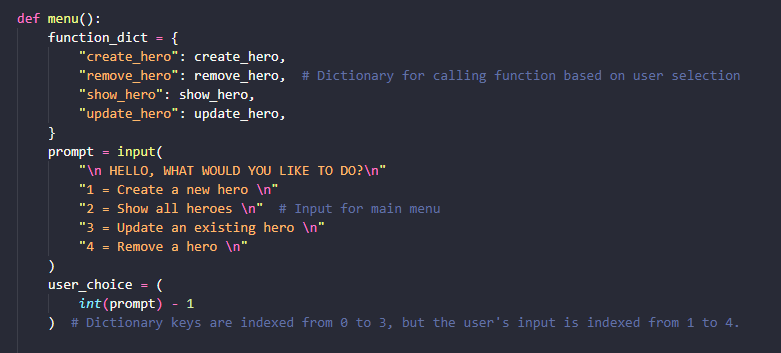 def menu():
    function_dict = {
        "create_hero": create_hero,
        "remove_hero": remove_hero,  # Dictionary for calling function based on user selection
        "show_hero": show_hero,
        "update_hero": update_hero,
    }
    prompt = input(
        "\n HELLO, WHAT WOULD YOU LIKE TO DO?\n"
        "1 = Create a new hero \n"
        "2 = Show all heroes \n"  # Input for main menu
        "3 = Update an existing hero \n"
        "4 = Remove a hero \n"
    )
    user_choice = (
        int(prompt) - 1
    )  # Dictionary keys are indexed from 0 to 3, but the user's input is indexed from 1 to 4.